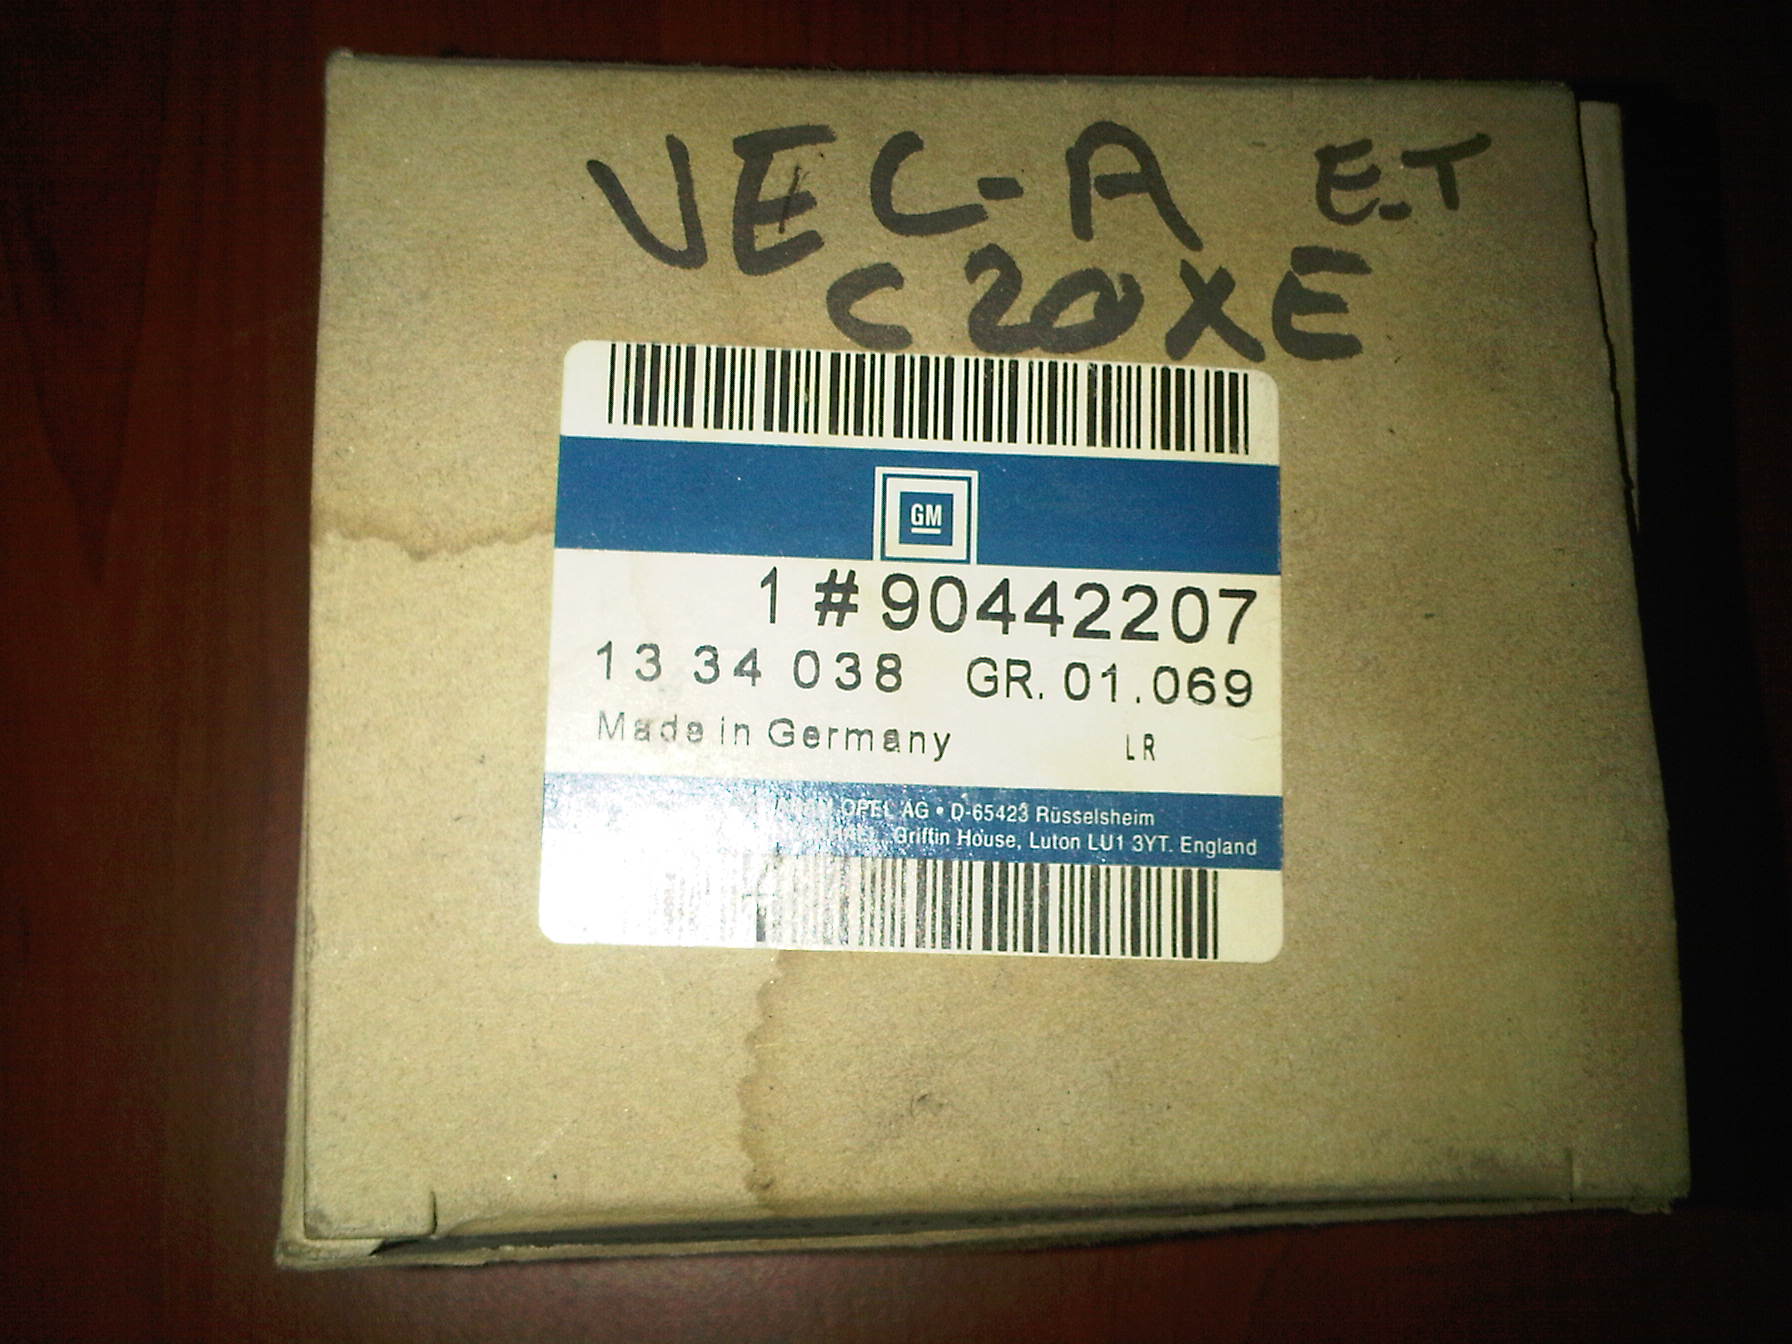 VEC-A E.T
C20XE
GM
1 # 90442207
13 34 038 GR. 01.069
Made in Germany LR
OPEL AG • D-65423 Rüsselsheim
Griffin House, Luton LU1 3YT. England